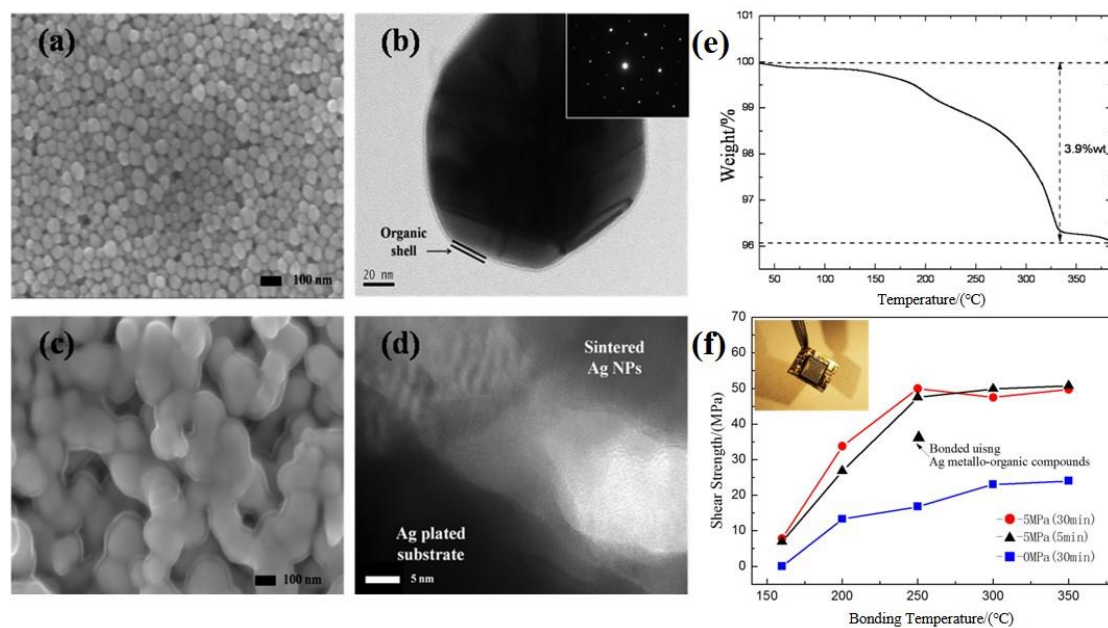 (a)
100 nm
(b)
Organic
shell
20 nm
(e)
101
100
99
98
97
96
Weight/%
3.9%wt
50
100
150
200
250
300
350
Temperature/(°C)
(c)
100 nm
(d)
Sintered
Ag NPs
Ag plated
substrate
5 nm
(f)
70
60
50
40
30
20
10
0
Shear Strength/(MPa)
Bonded uisng
Ag metallo-organic compounds
5MPa(30min)
5MPa(5min)
0MPa(30min)
150
200
250
300
350
Bonding Temperature/(°C)